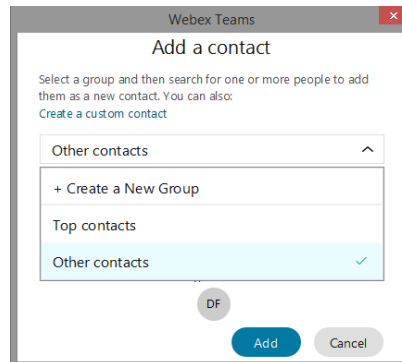 Webex Teams
Add a contact
Select a group and then search for one or more people to add
them as a new contact. You can also:
Create a custom contact
Other contacts
+ Create a New Group
Top contacts
Other contacts
DF
Add Cancel